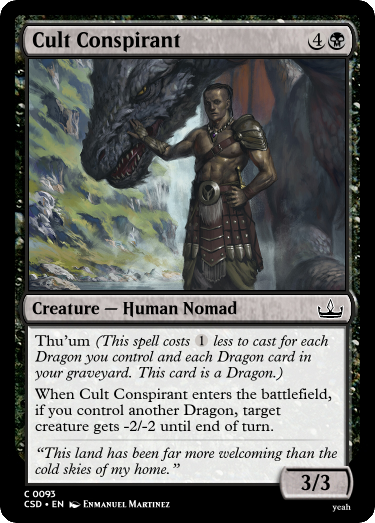 Cult Conspirant 4
Creature — Human Nomad
Thu'um (This spell costs 1 less to cast for each
Dragon you control and each Dragon card in
your graveyard. This card is a Dragon.)
When Cult Conspirant enters the battlefield,
if you control another Dragon, target
creature gets -2/-2 until end of turn.
“This land has been far more welcoming than
the cold skies of my home.”
3/3
C 0093
CSD • EN Enmanuel Martinez
yeah